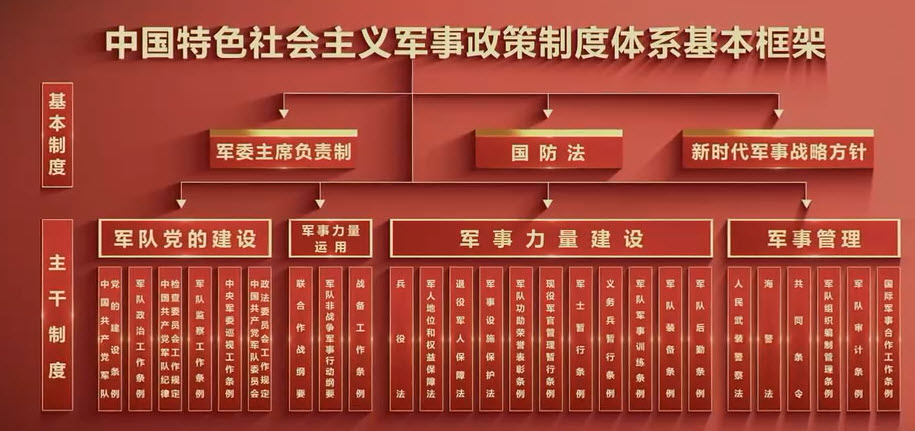 中国特色社会主义军事政策制度体系基本框架
基本制度
军委主席负责制
国防法
新时代军事战略方针
主干制度
军队党的建设
军事力量
运用
军事力量建设
军事管理
中国共产党军队
党的建设条例
军队政治工作条例
中国共产党军队纪律
检查委员会工作规定
军队监察工作条例
中央军委巡视工作条例
中国共产党军队委员会
政法委员会工作规定
联合作战纲要
军队非战争军事行动纲要
战备工作条例
兵役法
军人地位和权益保障法
退役军人保障法
军事设施保护法
军队功勋荣誉表彰条例
现役军官管理暂行条例
军士暂行条例
义务兵暂行条例
军队军事训练条例
军队装备条例
军队后勤条例
人民武装警察法
海警法
共同条令
军队组织编制管理条例
军队审计条例
国际军事合作工作条例